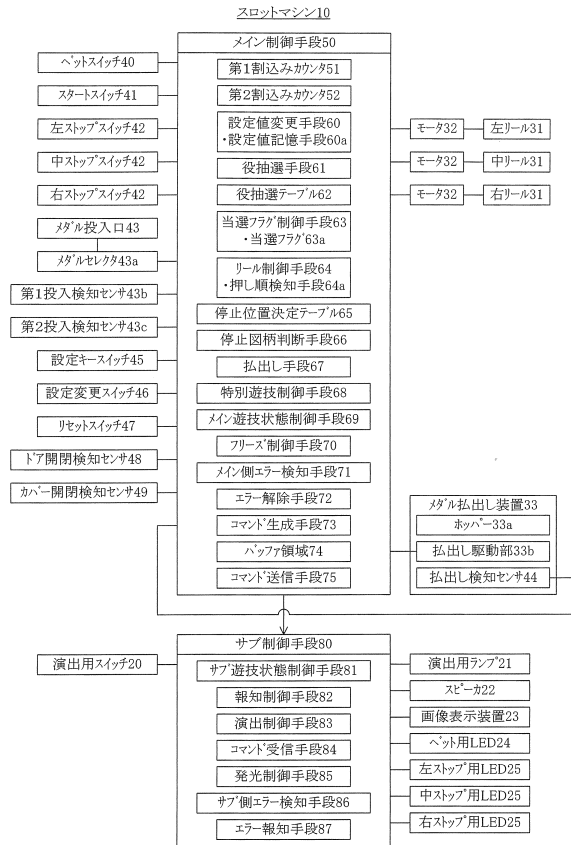 スロットマシン10
メイン制御手段50
ベットスイッチ40
スタートスイッチ41
左ストップスイッチ42
中ストップスイッチ42
右ストップスイッチ42
メダル投入口43
メダルセレクタ43a
第1投入検知センサ43b
第2投入検知センサ43c
設定キースイッチ45
設定変更スイッチ46
リセットスイッチ47
ドア開閉検知センサ48
カバー開閉検知センサ49
第1割込みカウンタ51
第2割込みカウンタ52
設定値変更手段60
・設定値記憶手段60a
役抽選手段61
役抽選テーブル62
当選フラグ制御手段63
・当選フラグ63a
リール制御手段64
・押し順検知手段64a
停止位置決定テーブル65
停止図柄判断手段66
払出し手段67
特別遊技制御手段68
メイン遊技状態制御手段69
フリーズ制御手段70
メイン側エラー検知手段71
エラー解除手段72
コマンド生成手段73
バッファ領域74
コマンド送信手段75
モータ32
左リール31
モータ32
中リール31
モータ32
右リール31
メダル払出し装置33
ホッパー33a
払出し駆動部33b
払出し検知センサ44
サブ制御手段80
演出用スイッチ20
サブ遊技状態制御手段81
報知制御手段82
演出制御手段83
コマンド受信手段84
発光制御手段85
サブ側エラー検知手段86
エラー報知手段87
演出用ランプ21
スピーカ22
画像表示装置23
ベット用LED24
左ストップ用LED25
中ストップ用LED25
右ストップ用LED25